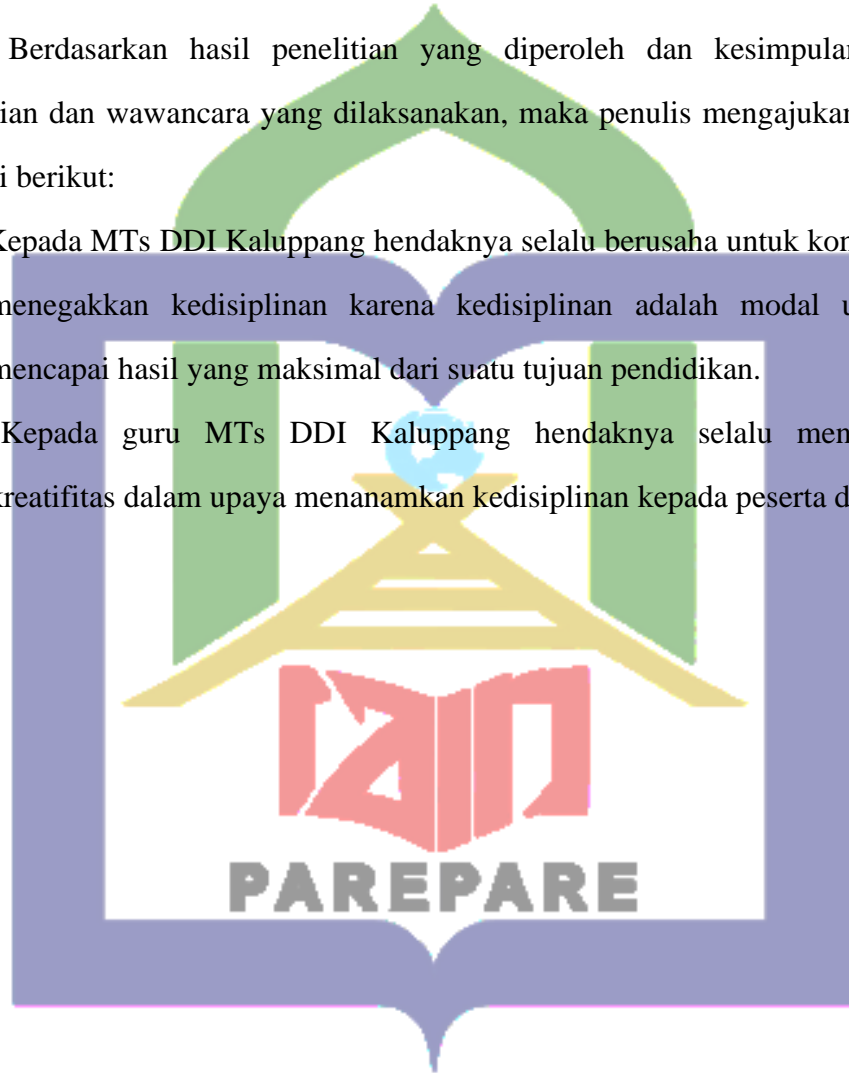 Berdasarkan hasil penelitian yang diperoleh dan kesimpulan
ian dan wawancara yang dilaksanakan, maka penulis mengajukan
i berikut:
Kepada MTs DDI Kaluppang hendaknya selalu berusaha untuk
menegakkan kedisiplinan karena kedisiplinan adalah modal
mencapai hasil yang maksimal dari suatu tujuan pendidikan.
Kepada guru MTs DDI Kaluppang hendaknya selalu
kreatifitas dalam upaya menanamkan kedisiplinan kepada peserta
iain
PAREPARE